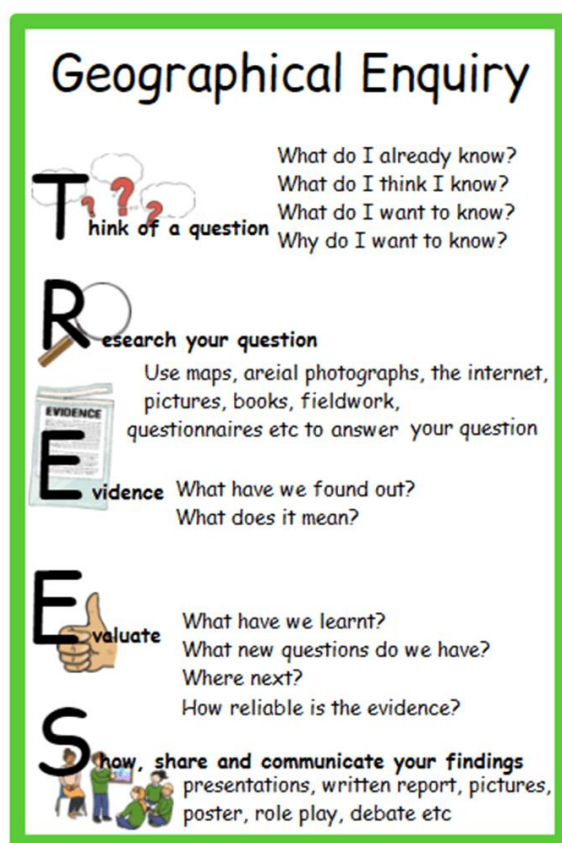 Geographical Enquiry
What do I already know?
What do I think I know?
What do I want to know?
Think of a question
Why do I want to know?
Research your question
Use maps, areial photographs, the internet,
pictures, books, fieldwork,
questionnaires etc to answer your question
EVIDENCE
Evidence What have we found out?
What does it mean?
Evaluate What have we learnt?
What new questions do we have?
Where next?
How reliable is the evidence?
Show, share and communicate your findings
presentations, written report, pictures,
poster, role play, debate etc